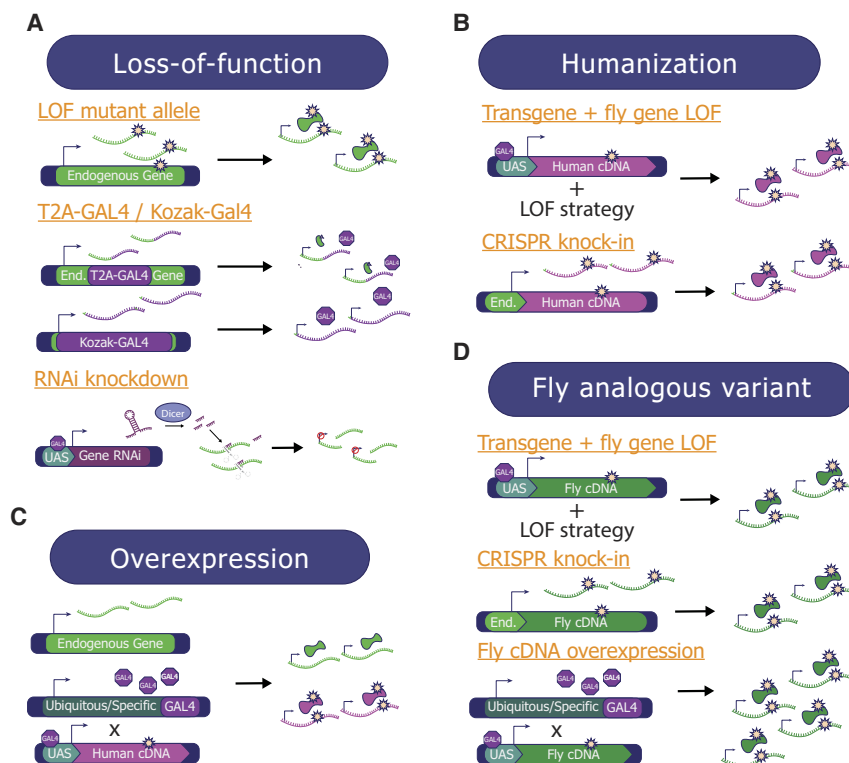 A
Loss-of-function
LOF mutant allele
Endogenous Gene
T2A-GAL4 / Kozak-Gal4
GAL4
GAL4
GAL4
End. T2A-GAL4 Gene
GAL4
GAL4
GAL4
Kozak-GAL4
RNAi knockdown
Dicer
GAL4
UAS Gene RNAi
C
Overexpression
Endogenous Gene
GAL4 GAL4 GAL4
GAL4
Ubiquitous/Specific GAL4
X
GAL4
UAS Human cDNA
B
Humanization
Transgene + fly gene LOF
GAL4
UAS Human cDNA
+
LOF strategy
CRISPR knock-in
End. Human cDNA
D
Fly analogous variant
Transgene + fly gene LOF
GAL4
UAS Fly cDNA
+
LOF strategy
CRISPR knock-in
End. Fly cDNA
Fly cDNA overexpression
GAL4 GAL4 GAL4
GAL4
Ubiquitous/Specific GAL4
X
GAL4
UAS Fly cDNA